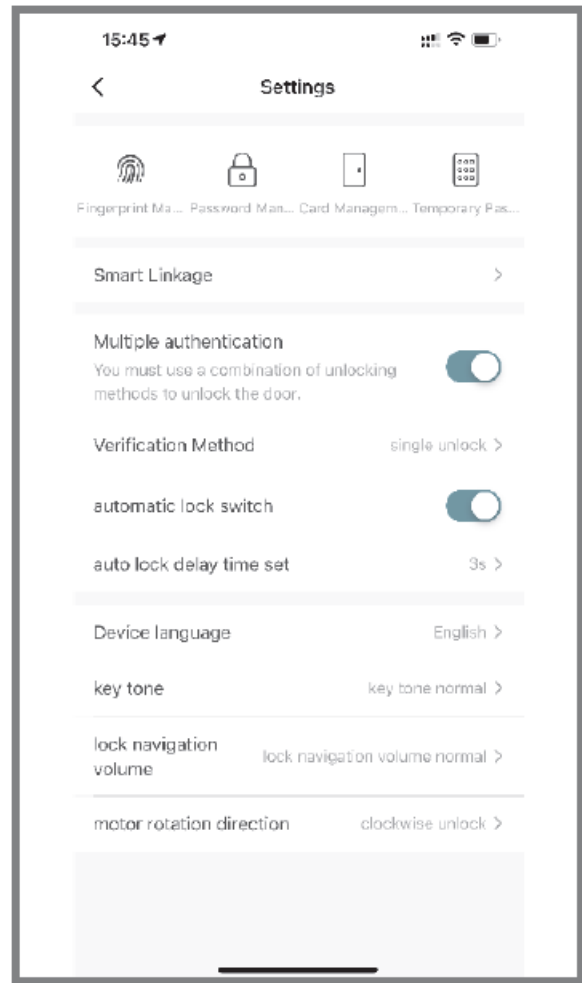 15:45
Settings
Fingerprint Ma... Password Man... Card Managem... Temporary Pas...
Smart Linkage
Multiple authentication
You must use a combination of unlocking
methods to unlock the door.
Verification Method single unlock
automatic lock switch
auto lock delay time set 3s
Device language English
key tone key tone normal
lock navigation
volume lock navigation volume normal
motor rotation direction clockwise unlock